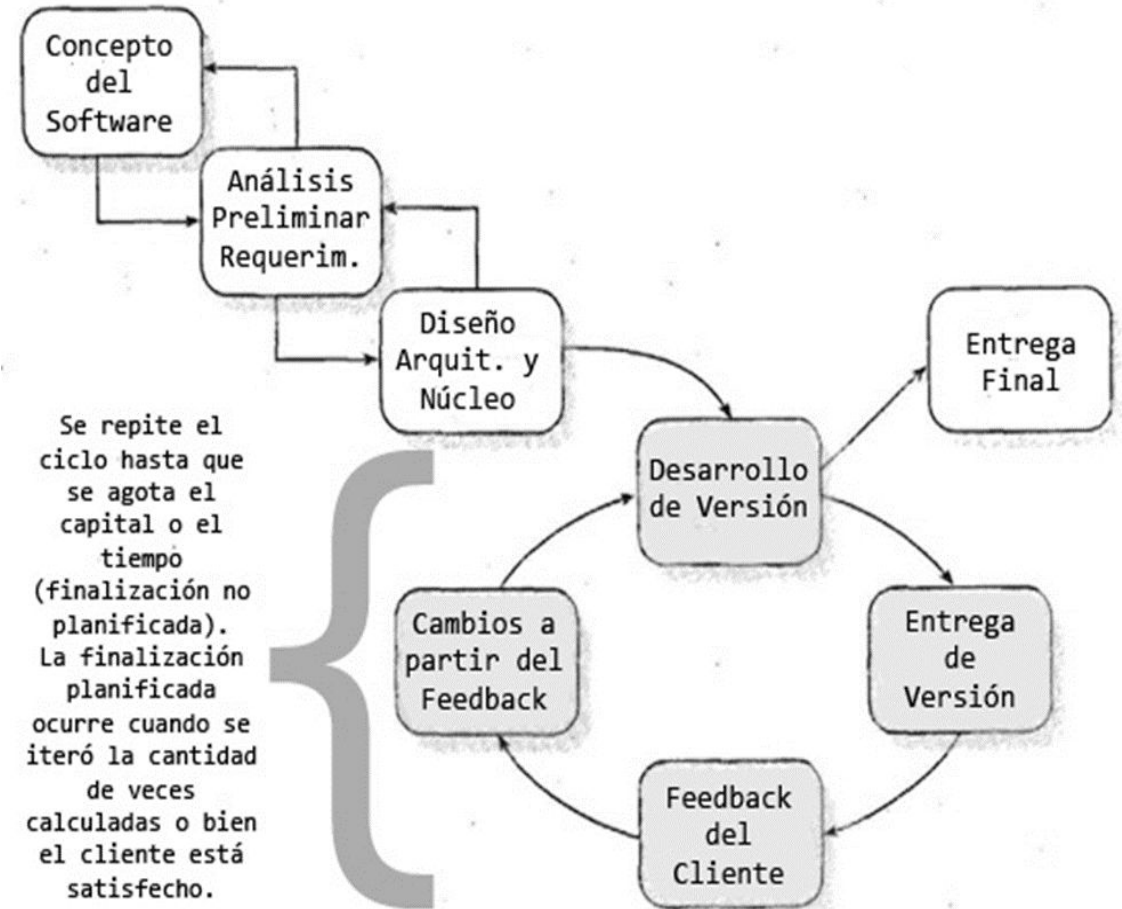 Concepto
del
Software
Análisis
Preliminar
Requerim.
Diseño
Arquit. y
Núcleo
Entrega
Final
Desarrollo
de Versión
Entrega
de
Versión
Feedback
del
Cliente
Cambios a
partir del
Feedback
Se repite el
ciclo hasta que
se agota el
capital o el
tiempo
(finalización no
planificada).
La finalización
planificada
ocurre cuando se
iteró la cantidad
de veces
calculadas o bien
el cliente está
satisfecho.